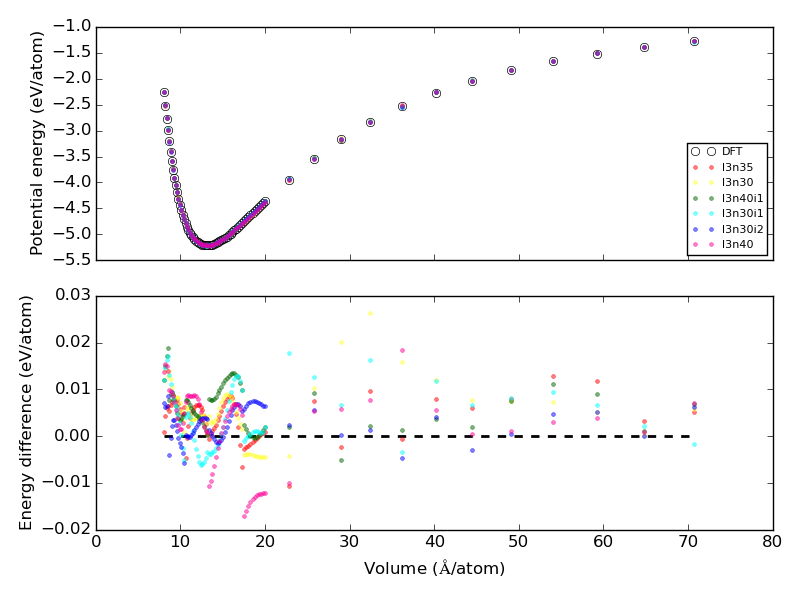 −1.0
−1.5
−2.0
−2.5
−3.0
−3.5
−4.0
−4.5
−5.0
−5.5
Potential energy (eV/atom)
DFT
l3n35
l3n30
l3n40i1
l3n30i1
l3n30i2
l3n40
0.03
0.02
0.01
0.00
−0.01
−0.02
Energy difference (eV/atom)
0 10 20 30 40 50 60 70 80
Volume (Å/atom)